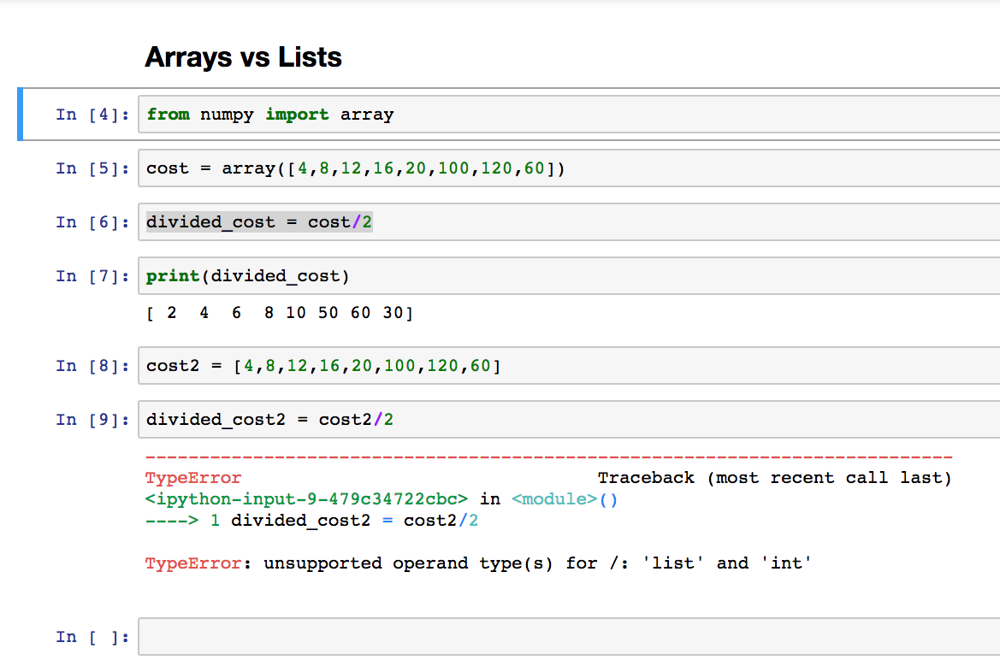 Arrays vs Lists
In [4]: from numpy import array
In [5]: cost = array([4,8,12,16,20,100,120,60])
In [6]: divided_cost = cost/2
In [7]: print(divided_cost)
[ 2  4  6  8 10 50 60 30]
In [8]: cost2 = [4,8,12,16,20,100,120,60]
In [9]: divided_cost2 = cost2/2
---------------------------------------------------------------------------
TypeError                                 Traceback (most recent call last)
<ipython-input-9-479c34722cbc> in <module>()
----> 1 divided_cost2 = cost2/2
TypeError: unsupported operand type(s) for /: 'list' and 'int'
In [ ]: